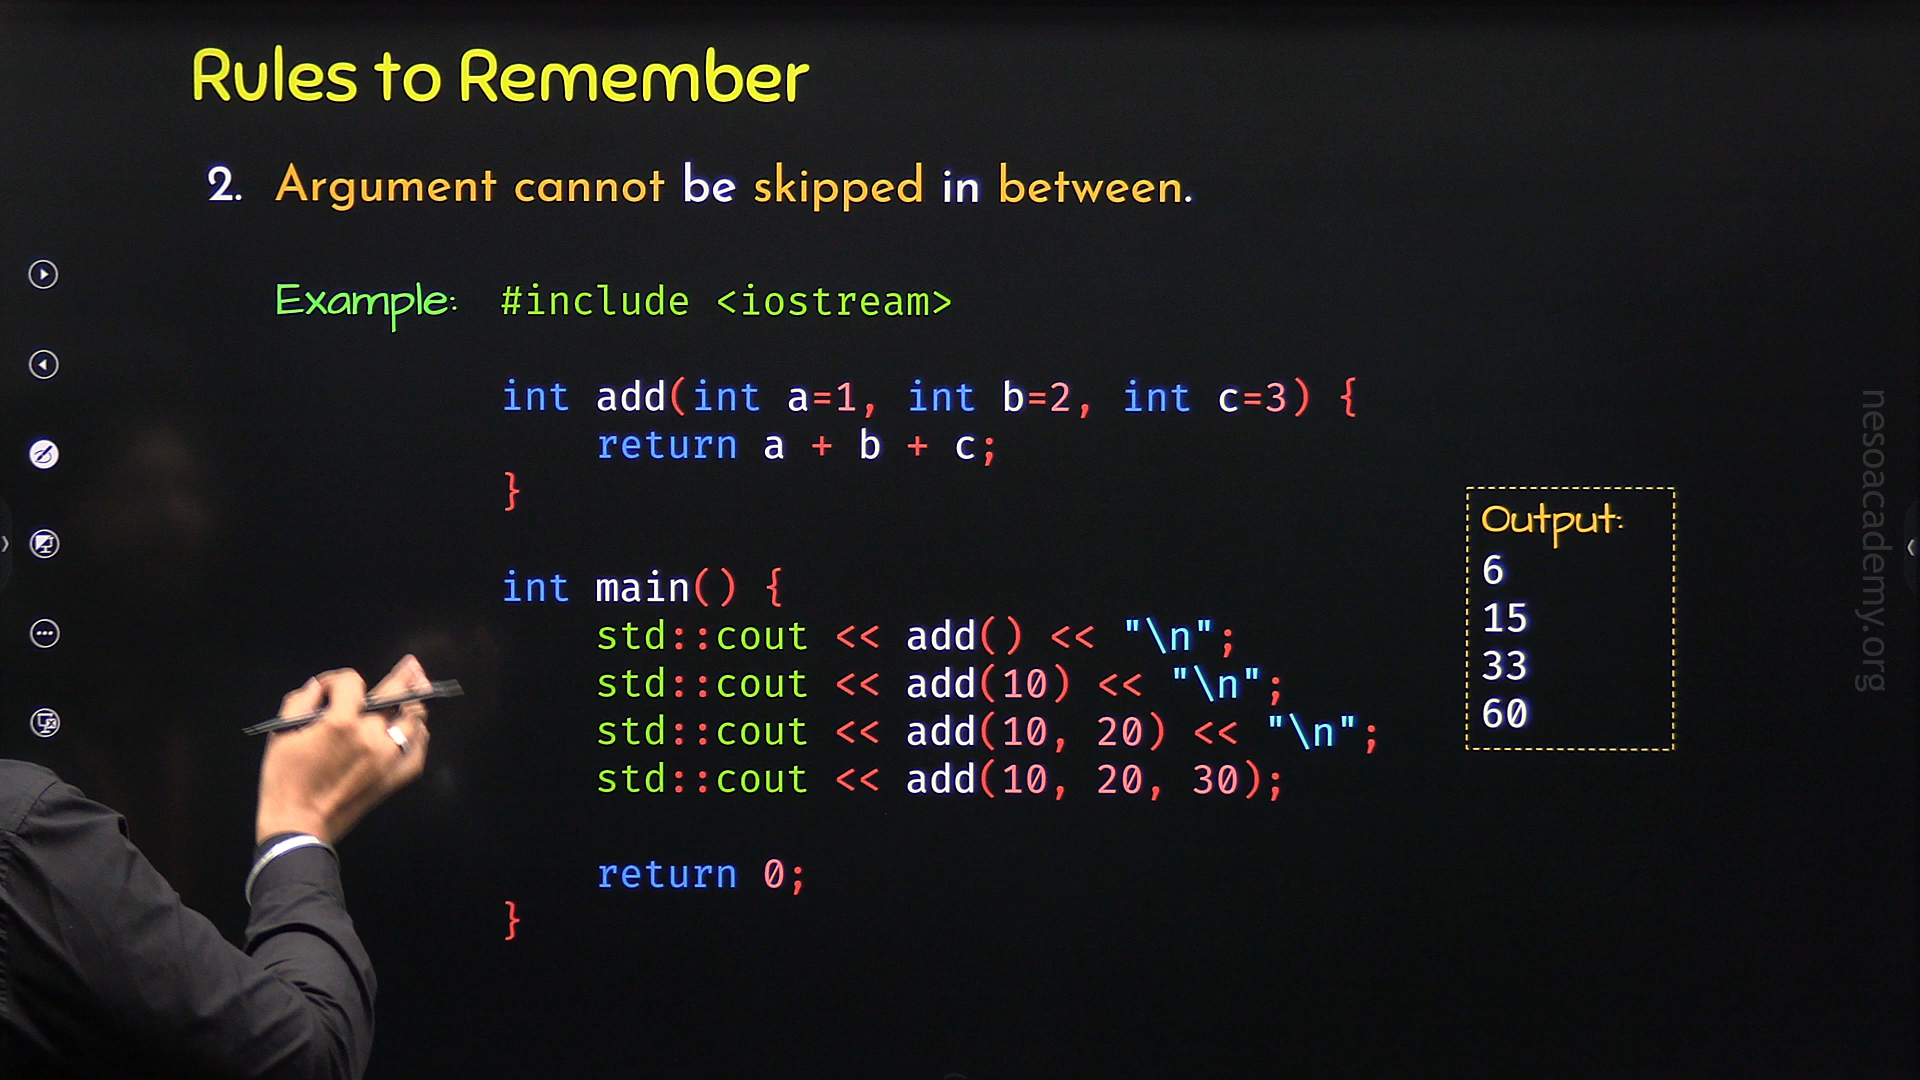 Rules to Remember
2. Argument cannot be skipped in between.
Example: #include <iostream>
int add(int a=1, int b=2, int c=3) {
    return a + b + c;
}
int main() {
    std::cout << add() << "\n";
    std::cout << add(10) << "\n";
    std::cout << add(10, 20) << "\n";
    std::cout << add(10, 20, 30);
    return 0;
}
Output:
6
15
33
60
nesoacademy.org